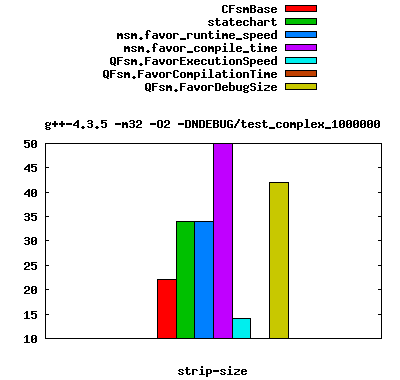 CFsmBase
statechart
msm.favor_runtime_speed
msm.favor_compile_time
QFsm.FavorExecutionSpeed
QFsm.FavorCompilationTime
QFsm.FavorDebugSize
g++-4.3.5 -m32 -O2 -DNDEBUG/test_complex_1000000
50
45
40
35
30
25
20
15
10
strip-size